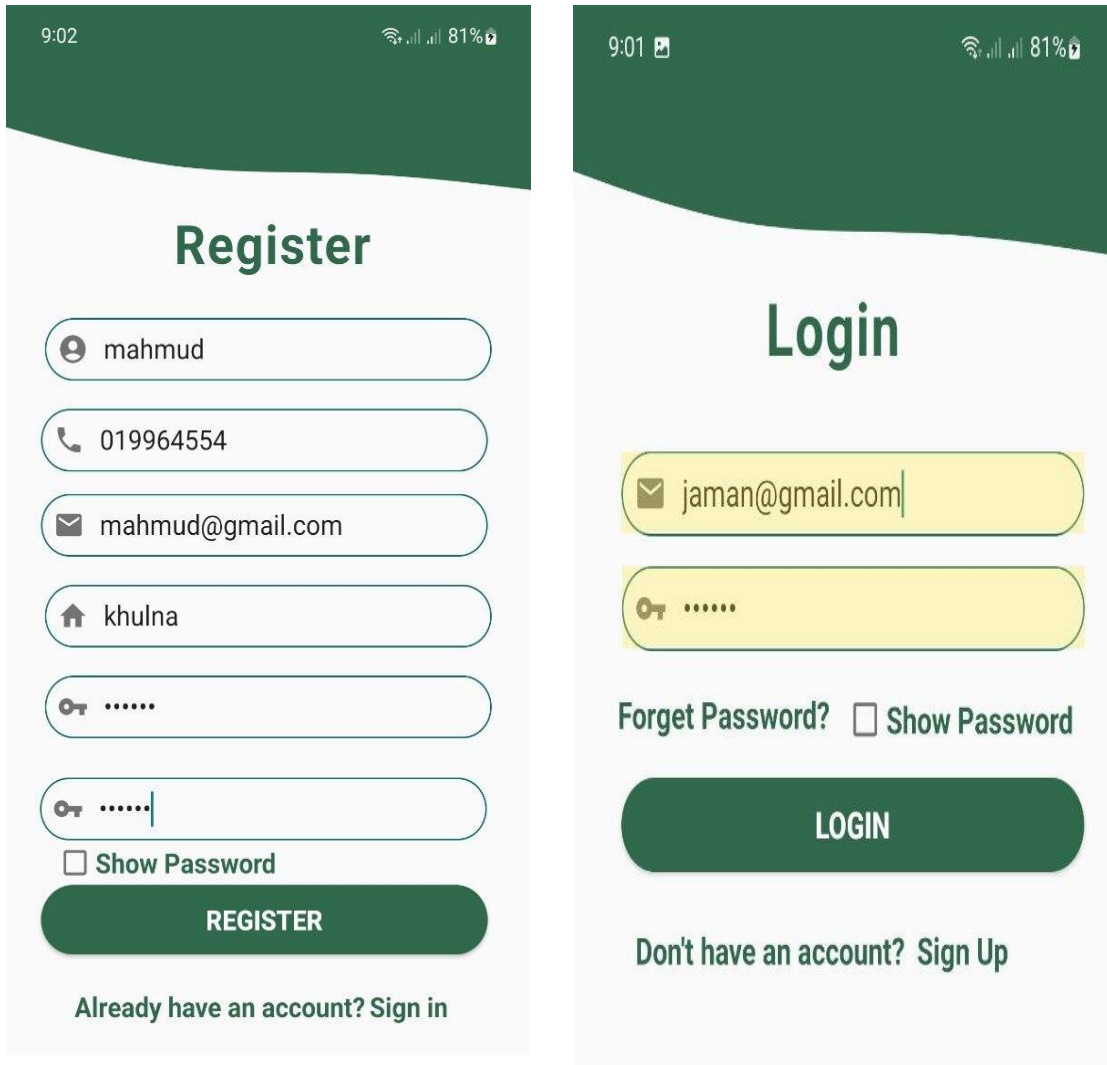 9:02
81%
Register
mahmud
019964554
mahmud@gmail.com
khulna
••••••
••••••
Show Password
REGISTER
Already have an account? Sign in
9:01
81%
Login
jaman@gmail.com
••••••
Forget Password?
Show Password
LOGIN
Don't have an account? Sign Up